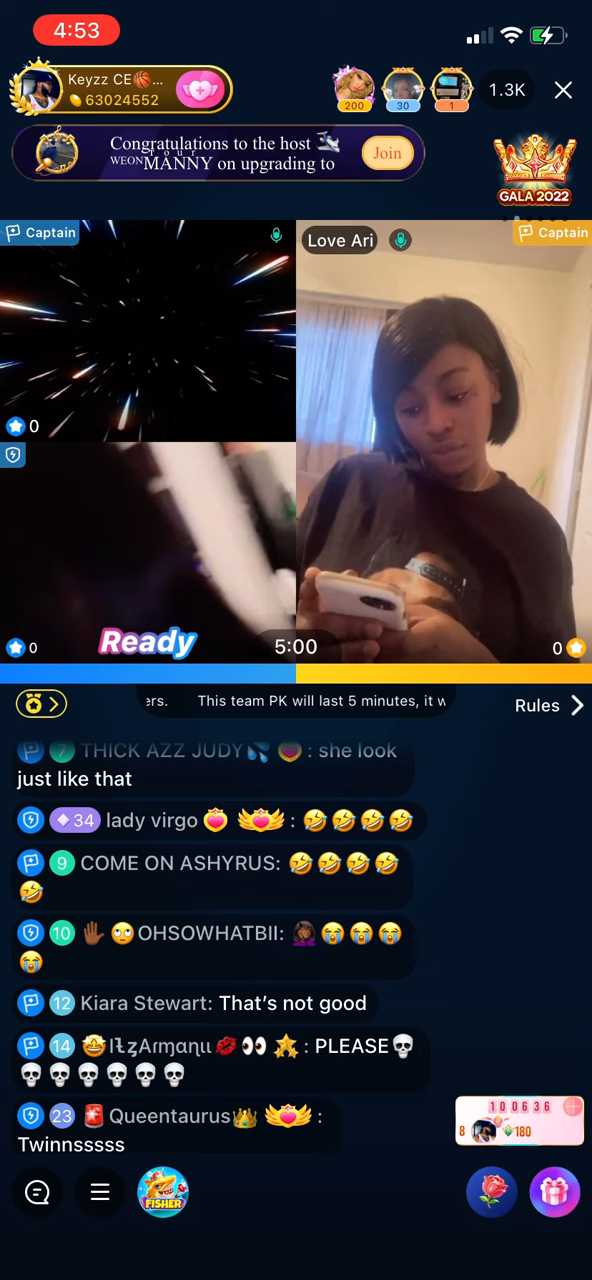 4:53
Keyzz CE🏀...
63024552
200
30
1
1.3K
Congratulations to the host
WEON four MANNY on upgrading to
Join
GALA 2022
Captain
Love Ari
Captain
0
0
Ready
5:00
0
ers. This team PK will last 5 minutes, it w
Rules
7 THICK AZZ JUDY💦 : she look
just like that
34 lady virgo : 🤣🤣🤣🤣
9 COME ON ASHYRUS: 🤣🤣🤣🤣
🤣
10 🖐🏾🙄OHSOWHATBII: 🙇🏾‍♀️😭😭😭
😭
12 Kiara Stewart: That’s not good
14 🤩 💋👀 : PLEASE💀
💀💀💀💀💀💀
23 🚨Queentaurus👑 :
Twinnsssss
100636
8 180
FISHER